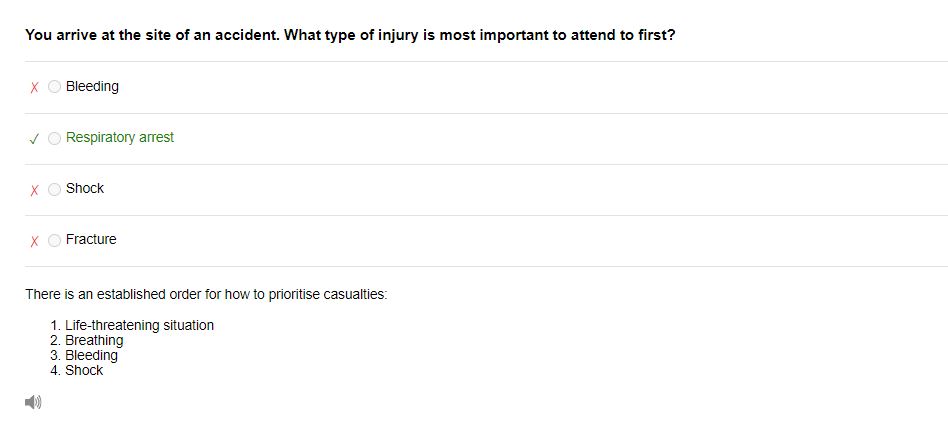 You arrive at the site of an accident. What type of injury is most important to attend to first?
X Bleeding
✓ Respiratory arrest
X Shock
X Fracture
There is an established order for how to prioritise casualties:
1. Life-threatening situation
2. Breathing
3. Bleeding
4. Shock